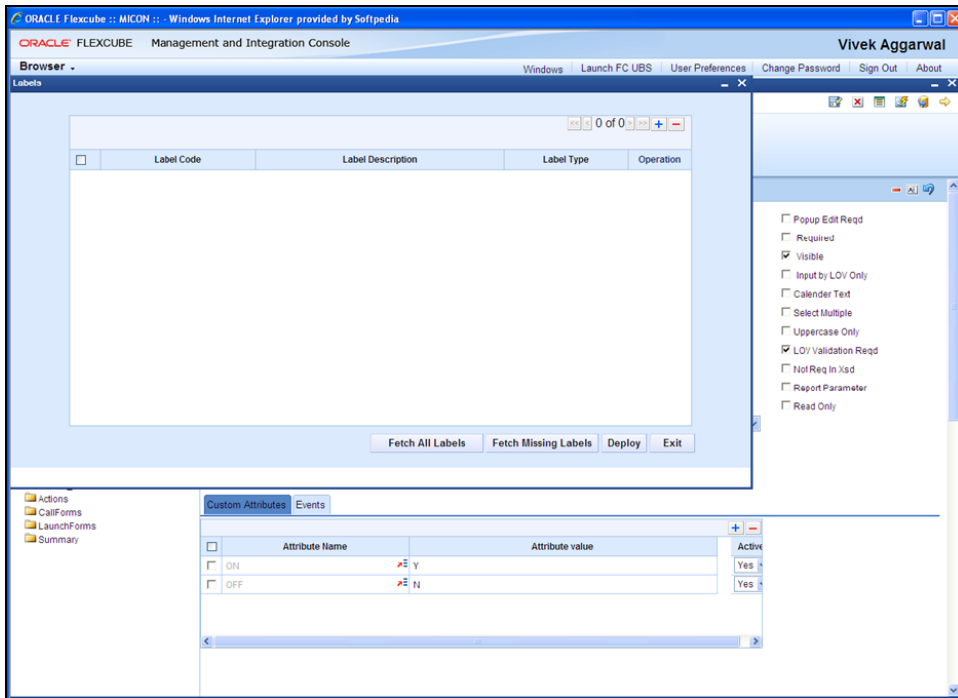 ORACLE Flexcube :: MICON :: - Windows Internet Explorer provided by Softpedia
ORACLE FLEXCUBE Management and Integration Console
Vivek Aggarwal
Browser
Windows Launch FC UBS User Preferences Change Password Sign Out About
Labels
<< < 0 of 0 > >>
Label Code Label Description Label Type Operation
Popup Edit Reqd
Required
Visible
Input by LOV Only
Calender Text
Select Multiple
Uppercase Only
LOV Validation Reqd
Not Req In Xsd
Report Parameter
Read Only
Fetch All Labels Fetch Missing Labels Deploy Exit
Actions
CallForms
LaunchForms
Summary
Custom Attributes Events
Attribute Name Attribute value Active
ON Y Yes
OFF N Yes